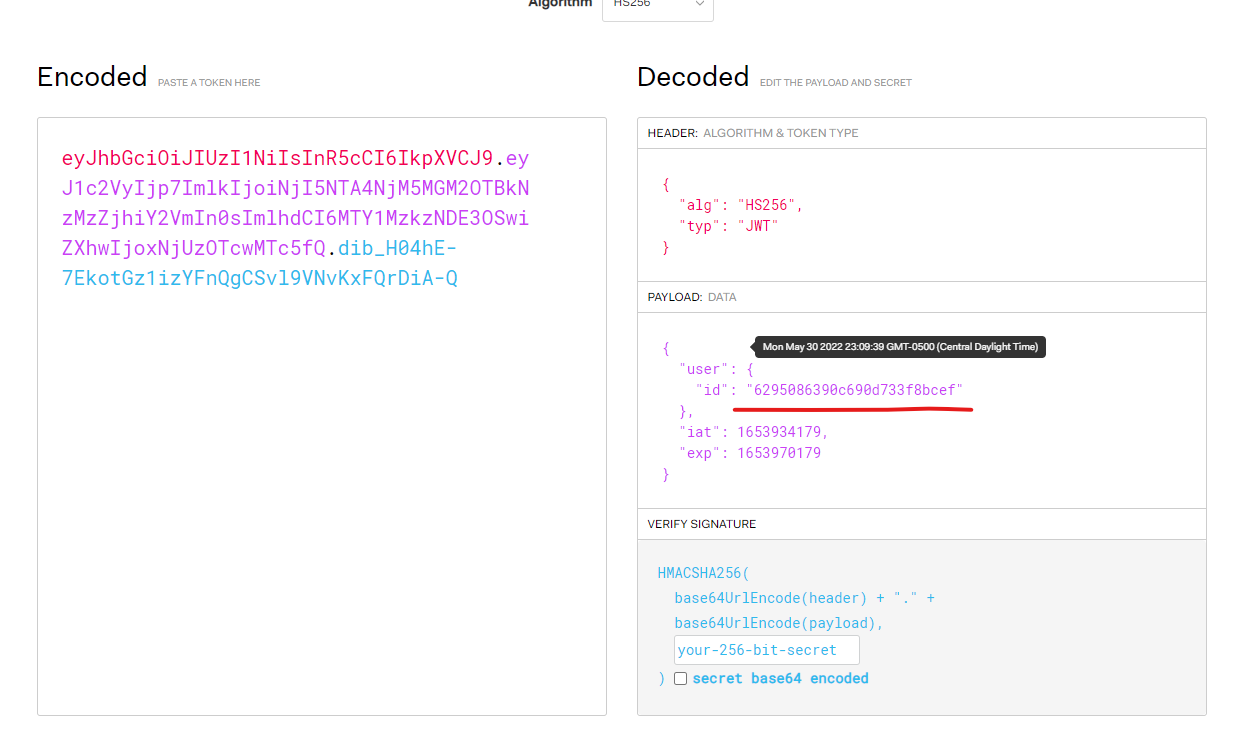 Algorithm HS256
Encoded PASTE A TOKEN HERE
eyJhbGciOiJIUzI1NiIsInR5cCI6IkpXVCJ9.ey
J1c2VyIjp7ImlkIjoiNjI5NTA4NjM5MGM2OTBkN
zMzZjhiY2VmIn0sImlhdCI6MTY1MzkzNDE3OSwi
ZXhwIjoxNjUzOTcwMTc5fQ.dib_H04hE-
7EkotGz1izYFnQgCSvl9VNvKxFQrDiA-Q
Decoded EDIT THE PAYLOAD AND SECRET
HEADER: ALGORITHM & TOKEN TYPE
{
"alg": "HS256",
"typ": "JWT"
}
PAYLOAD: DATA
Mon May 30 2022 23:09:39 GMT-0500 (Central Daylight Time)
{
"user": {
"id": "6295086390c690d733f8bcef"
},
"iat": 1653934179,
"exp": 1653970179
}
VERIFY SIGNATURE
HMACSHA256(
base64UrlEncode(header) + "." +
base64UrlEncode(payload),
your-256-bit-secret
) secret base64 encoded